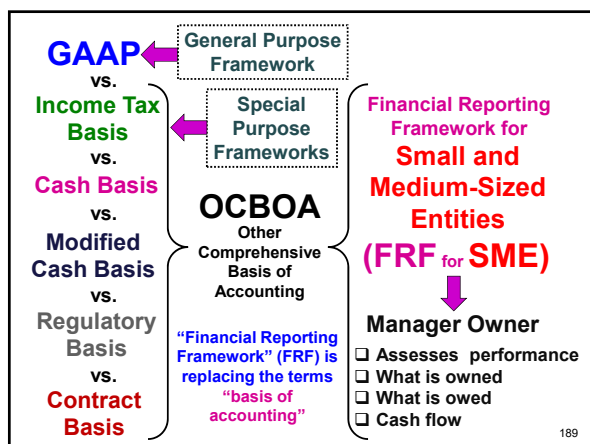 GAAP
General Purpose
Framework
vs.
Income Tax
Basis
Special
Purpose
Frameworks
vs.
Cash Basis
vs.
Modified
Cash Basis
vs.
Regulatory
Basis
vs.
Contract
Basis
OCBOA
Other
Comprehensive
Basis of
Accounting
“Financial Reporting
Framework” (FRF) is
replacing the terms
“basis of
accounting”
Financial Reporting
Framework for
Small and
Medium-Sized
Entities
(FRF for SME)
Manager Owner
❑ Assesses performance
❑ What is owned
❑ What is owed
❑ Cash flow
189